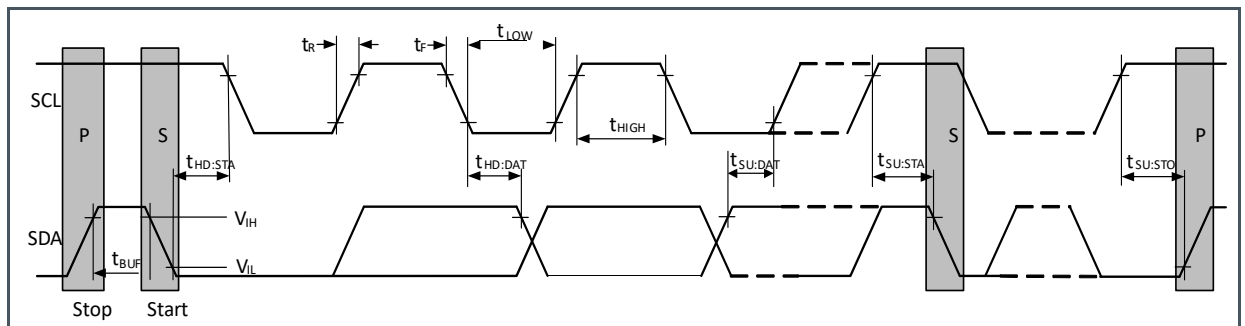 tR
tF
tLOW
SCL
P
S
tHIGH
S
P
tHD:STA
tHD:DAT
tSU:DAT
tSU:STA
tSU:STO
VIH
SDA
tBUF
VIL
Stop
Start